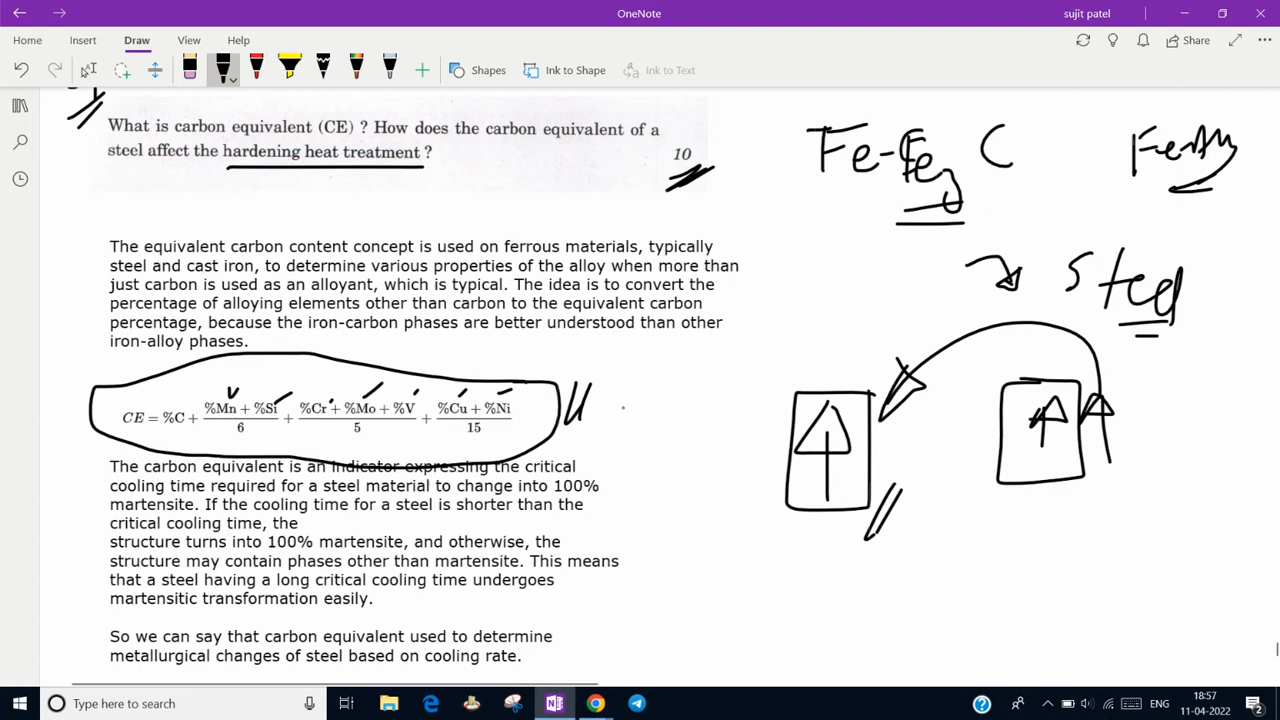 OneNote
sujit patel
Home Insert Draw View Help
Share
Shapes
Ink to Shape
Ink to Text
What is carbon equivalent (CE) ? How does the carbon equivalent of a
steel affect the hardening heat treatment ?
10
Fe-Fe3 C
Steel
The equivalent carbon content concept is used on ferrous materials, typically
steel and cast iron, to determine various properties of the alloy when more than
just carbon is used as an alloyant, which is typical. The idea is to convert the
percentage of alloying elements other than carbon to the equivalent carbon
percentage, because the iron-carbon phases are better understood than other
iron-alloy phases.
CE = %C + (%Mn + %Si)/6 + (%Cr + %Mo + %V)/5 + (%Cu + %Ni)/15
The carbon equivalent is an indicator expressing the critical
cooling time required for a steel material to change into 100%
martensite. If the cooling time for a steel is shorter than the
critical cooling time, the
structure turns into 100% martensite, and otherwise, the
structure may contain phases other than martensite. This means
that a steel having a long critical cooling time undergoes
martensitic transformation easily.
So we can say that carbon equivalent used to determine
metallurgical changes of steel based on cooling rate.
Type here to search
ENG
18:57
11-04-2022
2